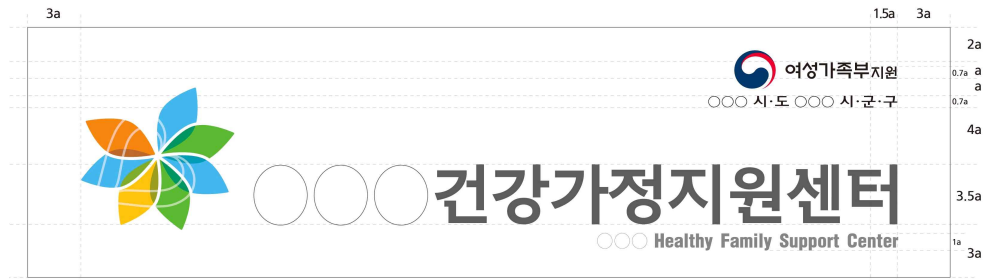 3a 1.5a 3a
2a
여성가족부지원 0.7a a
a
○○○ 시·도 ○○○ 시·군·구 0.7a
4a
○○○건강가정지원센터 3.5a
○○○ Healthy Family Support Center 1a
3a